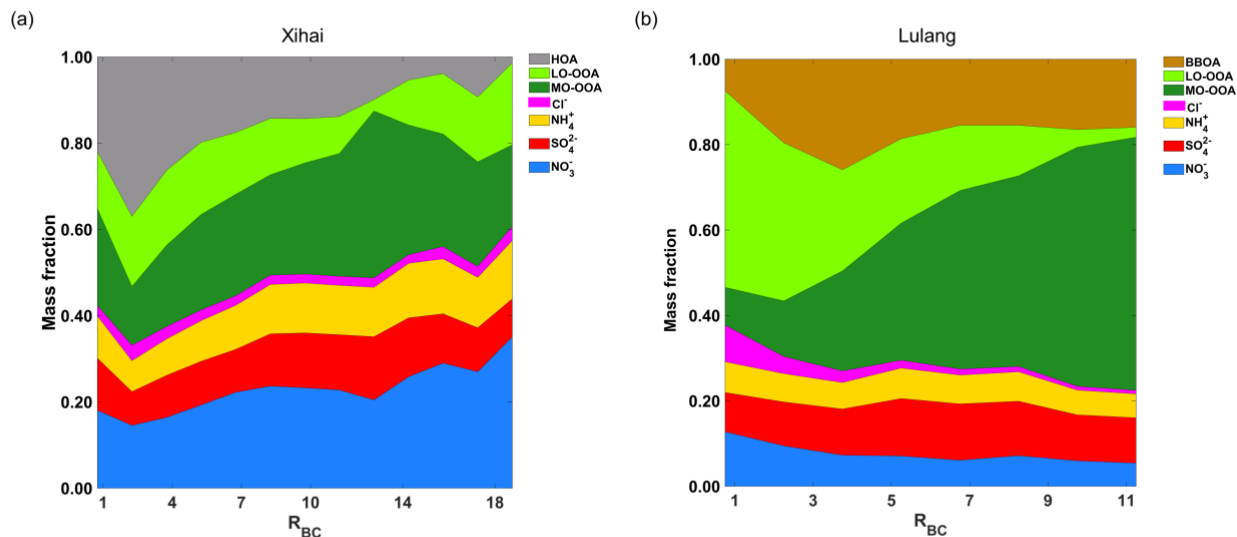 (a)
Xihai
1.00
0.80
0.60
0.40
0.20
0.00
Mass fraction
1 4 7 10 14 18
R_BC
HOA
LO-OOA
MO-OOA
Cl⁻
NH₄⁺
SO₄²⁻
NO₃⁻
(b)
Lulang
1.00
0.80
0.60
0.40
0.20
0.00
Mass fraction
1 3 5 7 9 11
R_BC
BBOA
LO-OOA
MO-OOA
Cl⁻
NH₄⁺
SO₄²⁻
NO₃⁻